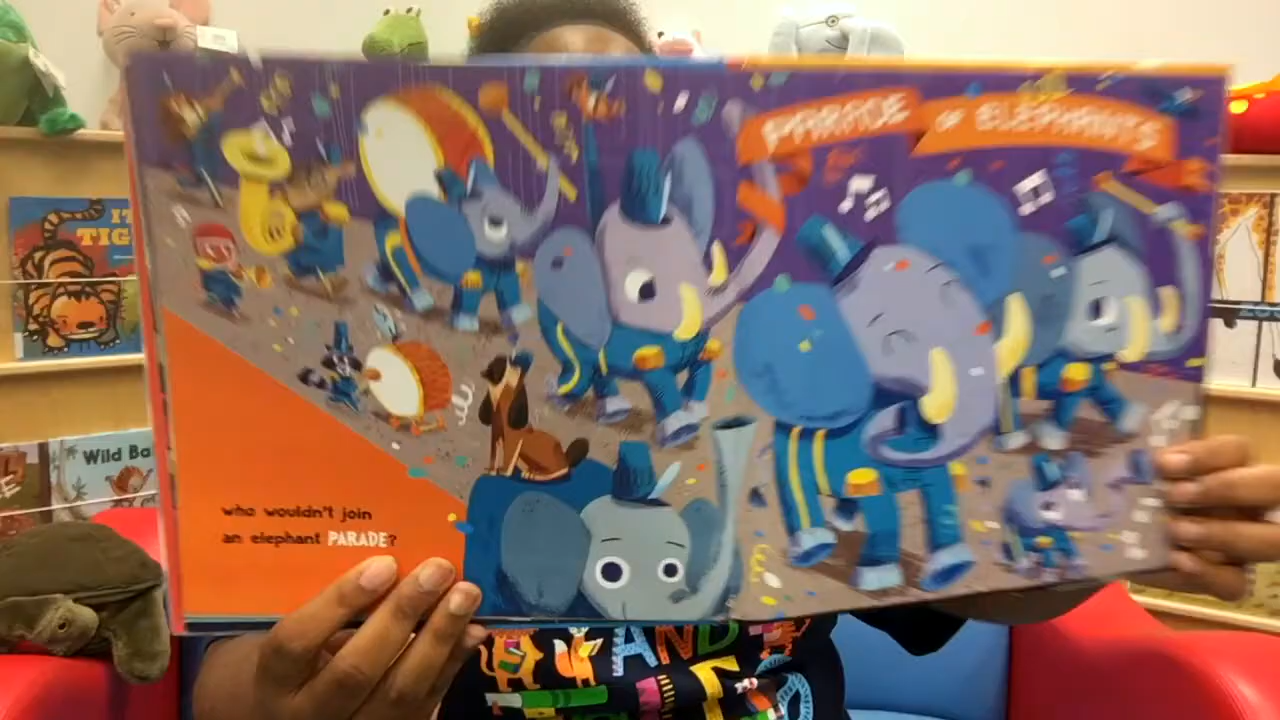 PARADE OF ELEPHANTS
who wouldn't join
an elephant PARADE?
IT
TIG
Wild Ba
AND